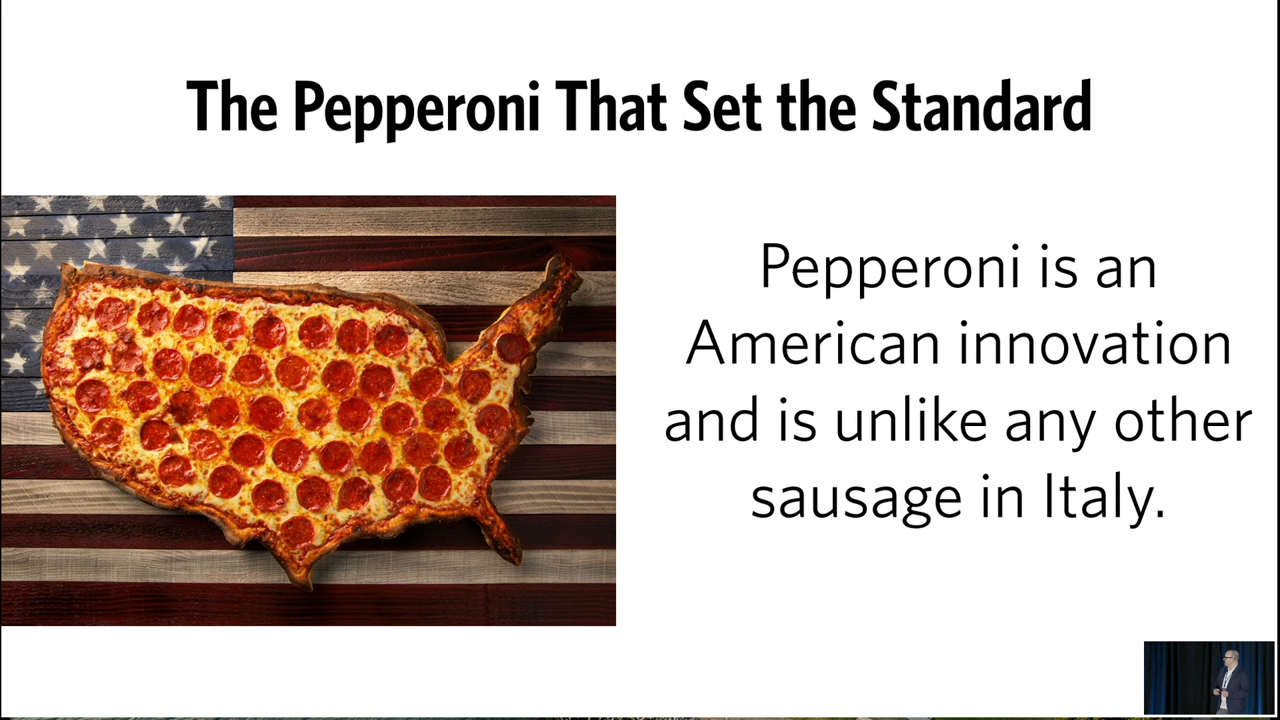 The Pepperoni That Set the Standard
Pepperoni is an
American innovation
and is unlike any other
sausage in Italy.